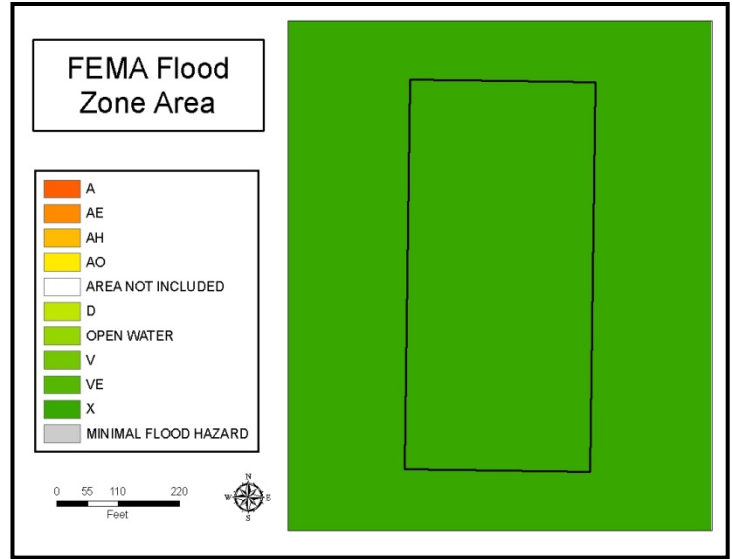 FEMA Flood
Zone Area
A
AE
AH
AO
AREA NOT INCLUDED
D
OPEN WATER
V
VE
X
MINIMAL FLOOD HAZARD
0 55 110 220
Feet
N
W E
S